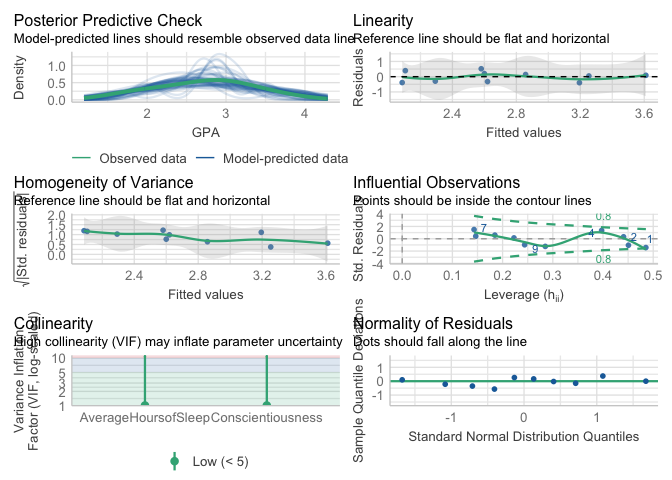 Posterior Predictive Check
Model-predicted lines should resemble observed data line
Density
1.0
0.5
0.0
2 3 4
GPA
Observed data Model-predicted data
Linearity
Reference line should be flat and horizontal
Residuals
1
0
-1
2.4 2.8 3.2 3.6
Fitted values
Homogeneity of Variance
Reference line should be flat and horizontal
√|Std. residuals|
2.0
1.5
1.0
0.5
0.0
2.4 2.8 3.2 3.6
Fitted values
Influential Observations
Points should be inside the contour lines
Std. Residuals
4
2
0
-2
-4
0.8
7
9
4
2
1
0.8
0.0 0.1 0.2 0.3 0.4 0.5
Leverage (hii)
Collinearity
High collinearity (VIF) may inflate parameter uncertainty
Variance Inflation
Factor (VIF, log-scaled)
10
5
3
2
1
AverageHoursofSleep Conscientiousness
Low (< 5)
Normality of Residuals
Dots should fall along the line
Sample Quantile Deviations
1
0
-1
-1 0 1
Standard Normal Distribution Quantiles